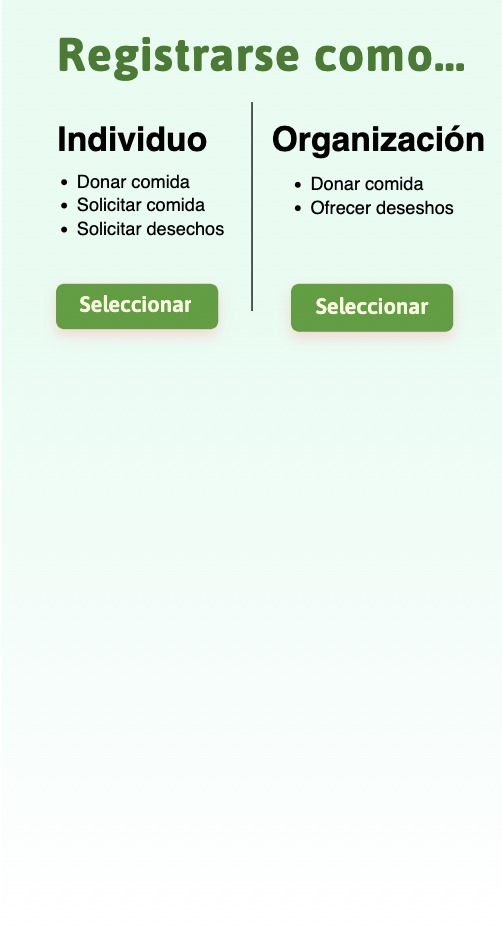 Registrarse como...
Individuo
• Donar comida
• Solicitar comida
• Solicitar desechos
Seleccionar
Organización
• Donar comida
• Ofrecer deseshos
Seleccionar